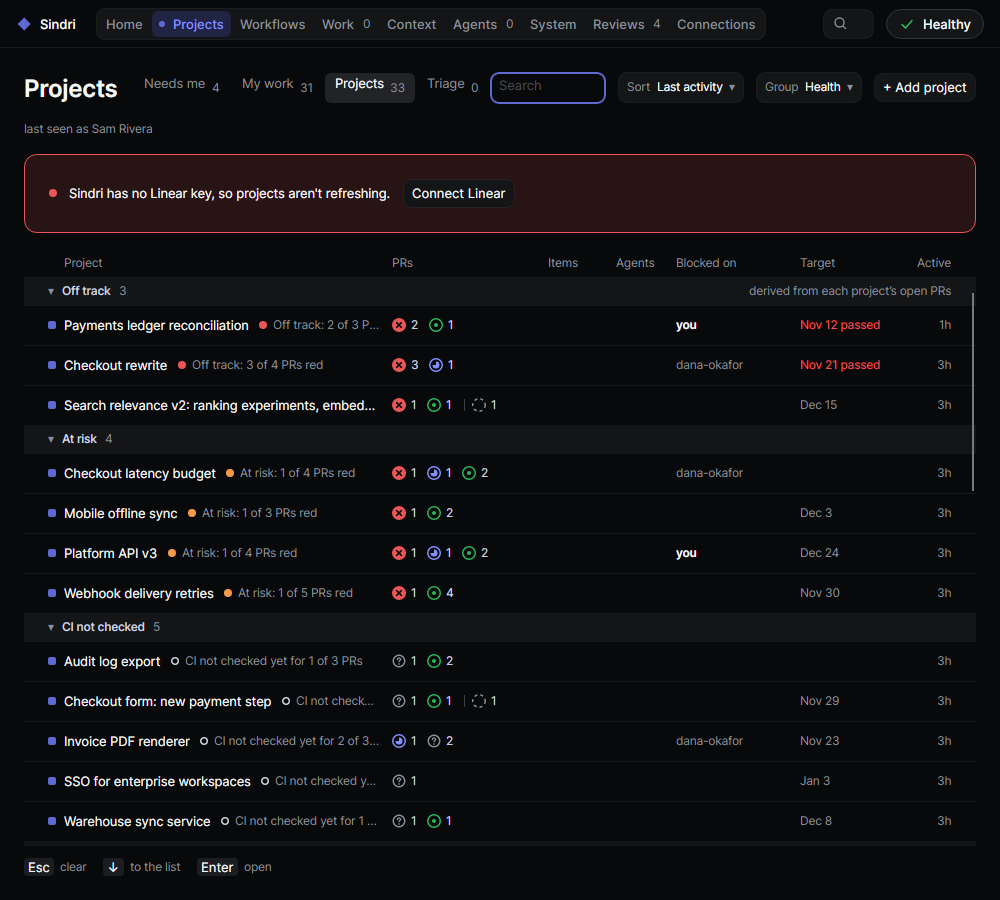 Sindri Home Projects Workflows Work 0 Context Agents 0 System Reviews 4 Connections Healthy
Projects Needs me 4 My work 31 Projects 33 Triage 0 Search Sort Last activity ▾ Group Health ▾ + Add project
last seen as Sam Rivera
Sindri has no Linear key, so projects aren't refreshing. Connect Linear
Project PRs Items Agents Blocked on Target Active
▾ Off track 3 derived from each project's open PRs
Payments ledger reconciliation Off track: 2 of 3 P… 2 1 you Nov 12 passed 1h
Checkout rewrite Off track: 3 of 4 PRs red 3 1 dana-okafor Nov 21 passed 3h
Search relevance v2: ranking experiments, embed… 1 1 1 Dec 15 3h
▾ At risk 4
Checkout latency budget At risk: 1 of 4 PRs red 1 1 2 dana-okafor 3h
Mobile offline sync At risk: 1 of 3 PRs red 1 2 Dec 3 3h
Platform API v3 At risk: 1 of 4 PRs red 1 1 2 you Dec 24 3h
Webhook delivery retries At risk: 1 of 5 PRs red 1 4 Nov 30 3h
▾ CI not checked 5
Audit log export CI not checked yet for 1 of 3 PRs ? 1 2 3h
Checkout form: new payment step CI not check… ? 1 1 1 Nov 29 3h
Invoice PDF renderer CI not checked yet for 2 of 3… 1 ? 2 dana-okafor Nov 23 3h
SSO for enterprise workspaces CI not checked y… ? 1 Jan 3 3h
Warehouse sync service CI not checked yet for 1 … ? 1 1 Dec 8 3h
Esc clear ↓ to the list Enter open